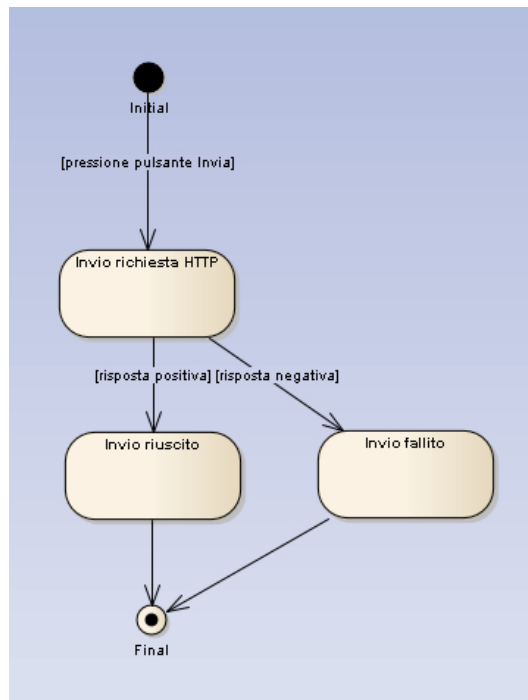 Initial
[pressione pulsante Invia]
Invio richiesta HTTP
[risposta positiva] [risposta negativa]
Invio riuscito
Invio fallito
Final